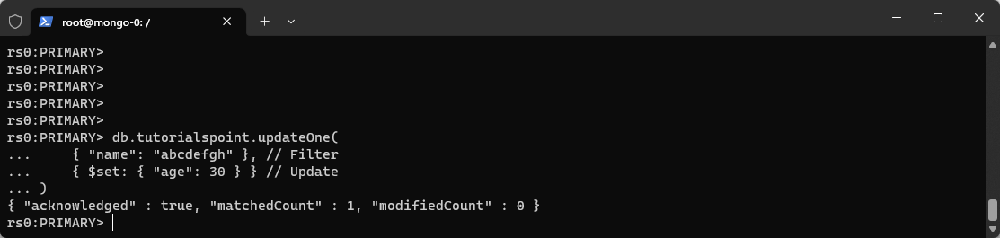 root@mongo-0: /
rs0:PRIMARY>
rs0:PRIMARY>
rs0:PRIMARY>
rs0:PRIMARY>
rs0:PRIMARY>
rs0:PRIMARY> db.tutorialspoint.updateOne(
...     { "name": "abcdefgh" }, // Filter
...     { $set: { "age": 30 } } // Update
... )
{ "acknowledged" : true, "matchedCount" : 1, "modifiedCount" : 0 }
rs0:PRIMARY>